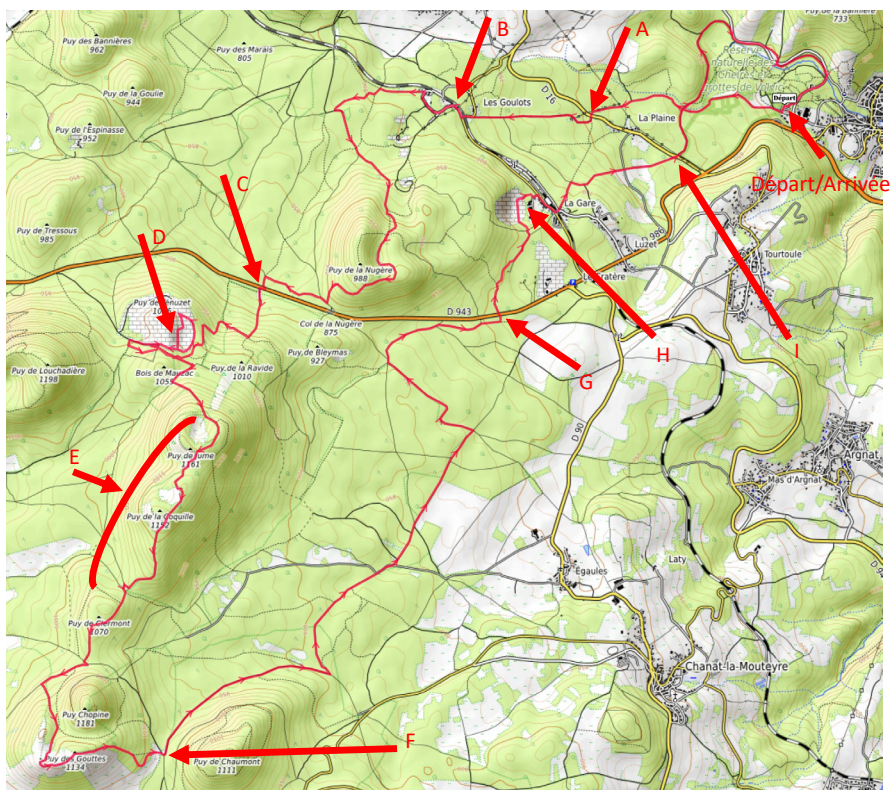 Puy des Bannières
962
Puy des Marais
805
Puy de la Bannière
733
B
A
Puy de la Goulie
944
Réserve
naturelle des
Cheires et
grottes de Volvic
Les Goulots
D 16
La Plaine
Départ
Puy de l'Espinasse
952
C
Départ/Arrivée
La Gare
D
Puy de Tressous
985
D 986
Luzet
Tourtoule
Puy de la Nugère
988
Le Cratère
D 943
Col de la Nugère
875
H
I
Puy de Bleymas
927
G
Puy de Louchadière
1198
Bois de Mauzac
1055
Puy de la Ravide
1010
D 90
E
Puy de Jume
1161
Argnat
Mas d'Argnat
Puy de la Coquille
1152
Égaules
Laty
Puy de Clermont
1070
Chanat-la-Mouteyre
Puy Chopine
1181
F
Puy des Gouttes
1134
Puy de Chaumont
1111